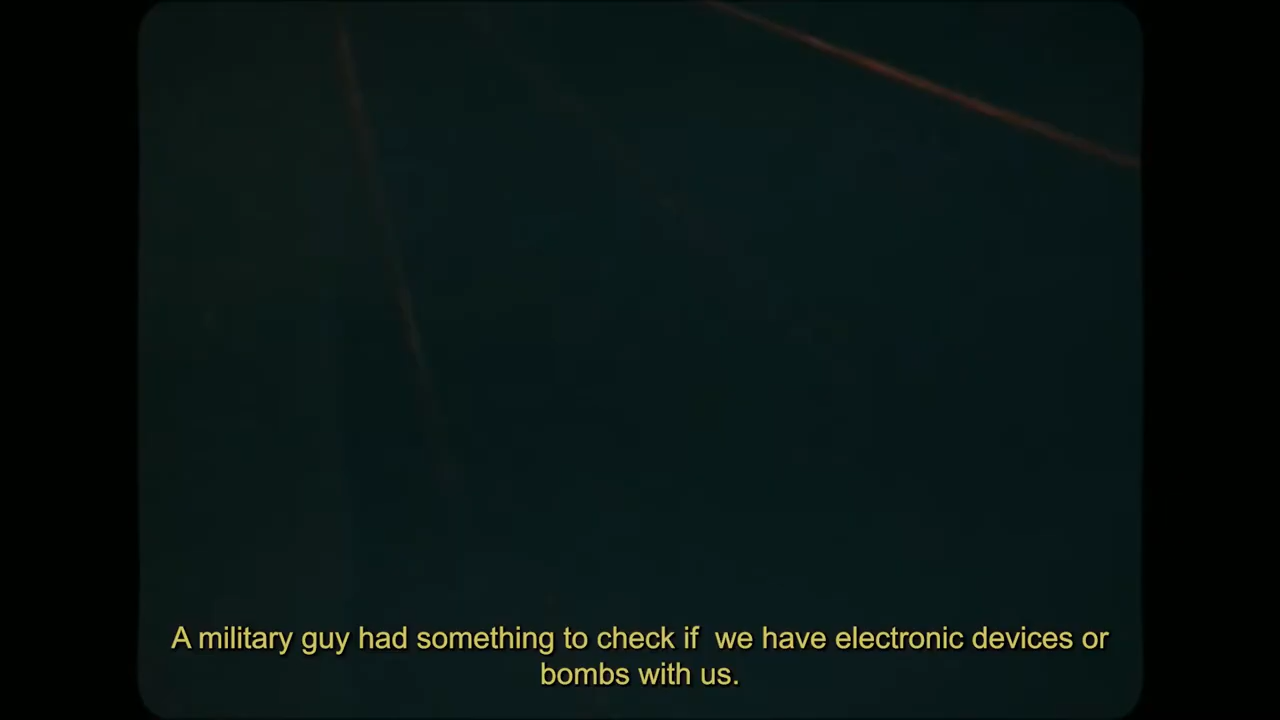 A military guy had something to check if  we have electronic devices or
bombs with us.